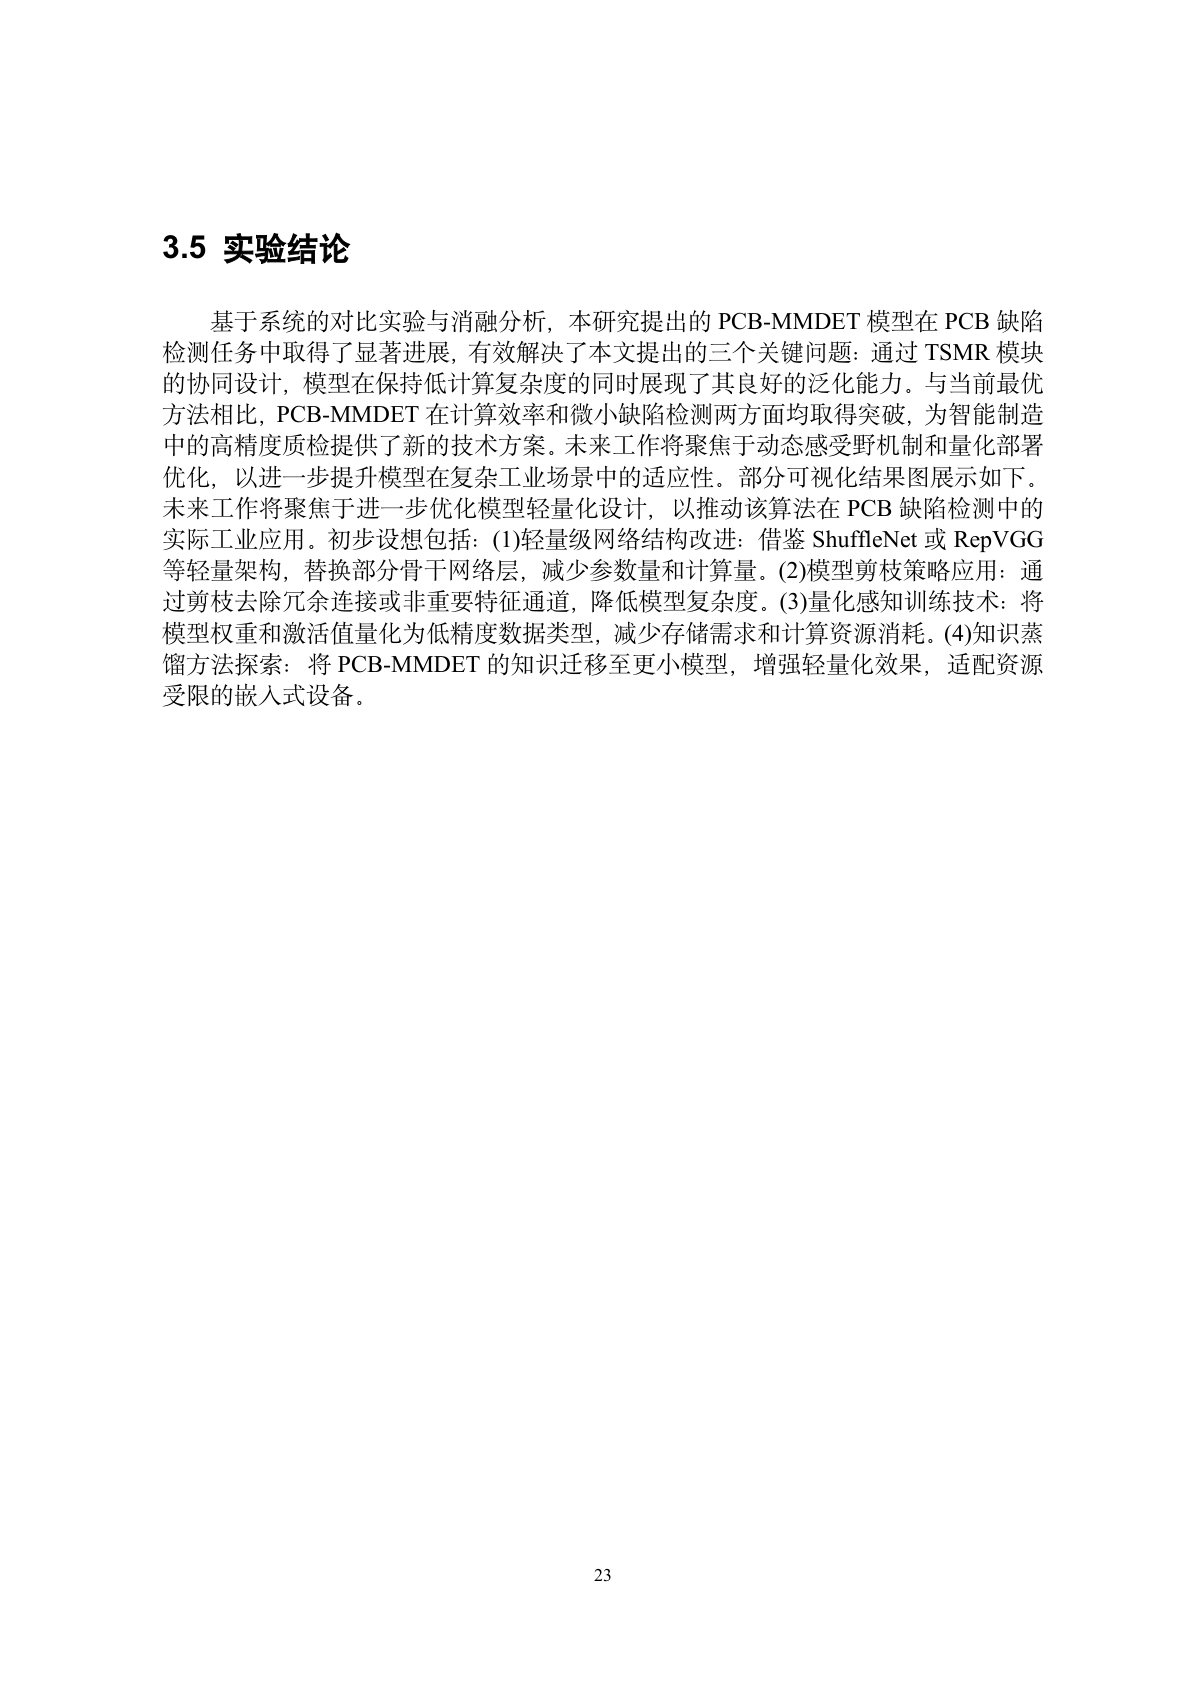 3.5 实验结论
基于系统的对比实验与消融分析，本研究提出的 PCB-MMDET 模型在 PCB 缺陷
检测任务中取得了显著进展，有效解决了本文提出的三个关键问题：通过 TSMR 模块
的协同设计，模型在保持低计算复杂度的同时展现了其良好的泛化能力。与当前最优
方法相比，PCB-MMDET 在计算效率和微小缺陷检测两方面均取得突破，为智能制造
中的高精度质检提供了新的技术方案。未来工作将聚焦于动态感受野机制和量化部署
优化，以进一步提升模型在复杂工业场景中的适应性。部分可视化结果图展示如下。
未来工作将聚焦于进一步优化模型轻量化设计，以推动该算法在 PCB 缺陷检测中的
实际工业应用。初步设想包括：(1)轻量级网络结构改进：借鉴 ShuffleNet 或 RepVGG
等轻量架构，替换部分骨干网络层，减少参数量和计算量。(2)模型剪枝策略应用：通
过剪枝去除冗余连接或非重要特征通道，降低模型复杂度。(3)量化感知训练技术：将
模型权重和激活值量化为低精度数据类型，减少存储需求和计算资源消耗。(4)知识蒸
馏方法探索：将 PCB-MMDET 的知识迁移至更小模型，增强轻量化效果，适配资源
受限的嵌入式设备。
23